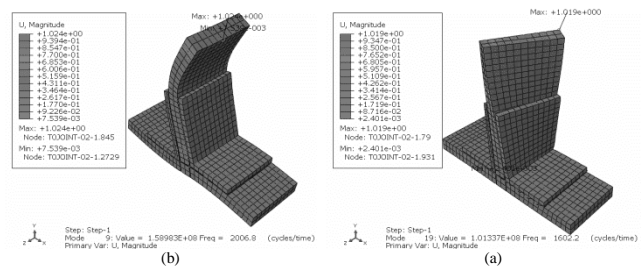 Max: +1.024e+000
U, Magnitude
+1.024e+00
+9.394e-01
+8.547e-01
+7.700e-01
+6.853e-01
+6.006e-01
+5.159e-01
+4.311e-01
+3.464e-01
+2.617e-01
+1.770e-01
+9.226e-02
+7.539e-03
Max: +1.024e+00
Node: TOJOINT-02-1.845
Min: +7.539e-03
Node: TOJOINT-02-1.2729
Step: Step-1
Mode 9: Value = 1.58983E+08 Freq = 2006.8 (cycles/time)
Primary Var: U, Magnitude
(b)
Max: +1.019e+000
U, Magnitude
+1.019e+00
+9.347e-01
+8.500e-01
+7.652e-01
+6.805e-01
+5.957e-01
+5.109e-01
+4.262e-01
+3.414e-01
+2.567e-01
+1.719e-01
+8.716e-02
+2.401e-03
Max: +1.019e+00
Node: TOJOINT-02-1.79
Min: +2.401e-03
Node: TOJOINT-02-1.931
Step: Step-1
Mode 19: Value = 1.01337E+08 Freq = 1602.2 (cycles/time)
Primary Var: U, Magnitude
(a)